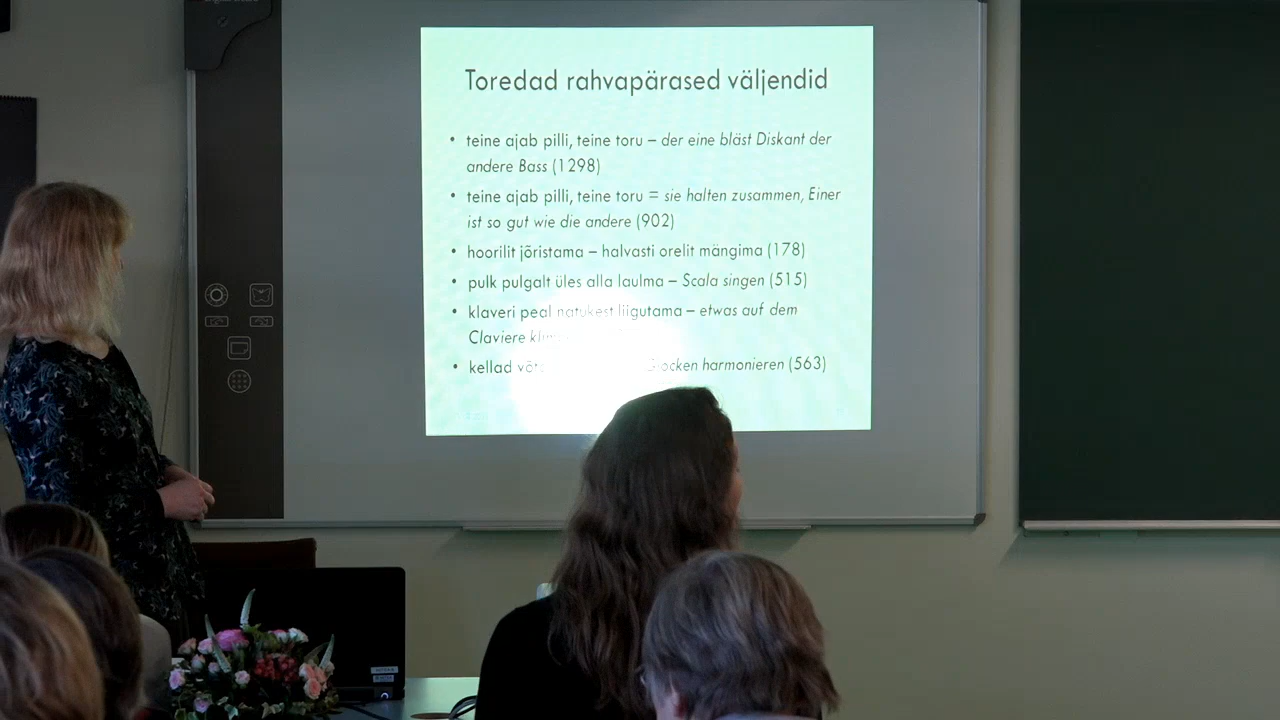 Toredad rahvapärased väljendid
• teine ajab pilli, teine toru – der eine bläst Diskant der
andere Bass (1298)
• teine ajab pilli, teine toru = sie halten zusammen, Einer
ist so gut wie die andere (902)
• hoorilit jõristama – halvasti orelit mängima (178)
• pulk pulgalt üles alla laulma – Scala singen (515)
• klaveri peal natukest liigutama – etwas auf dem
Claviere
• kellad Glocken harmonieren (563)